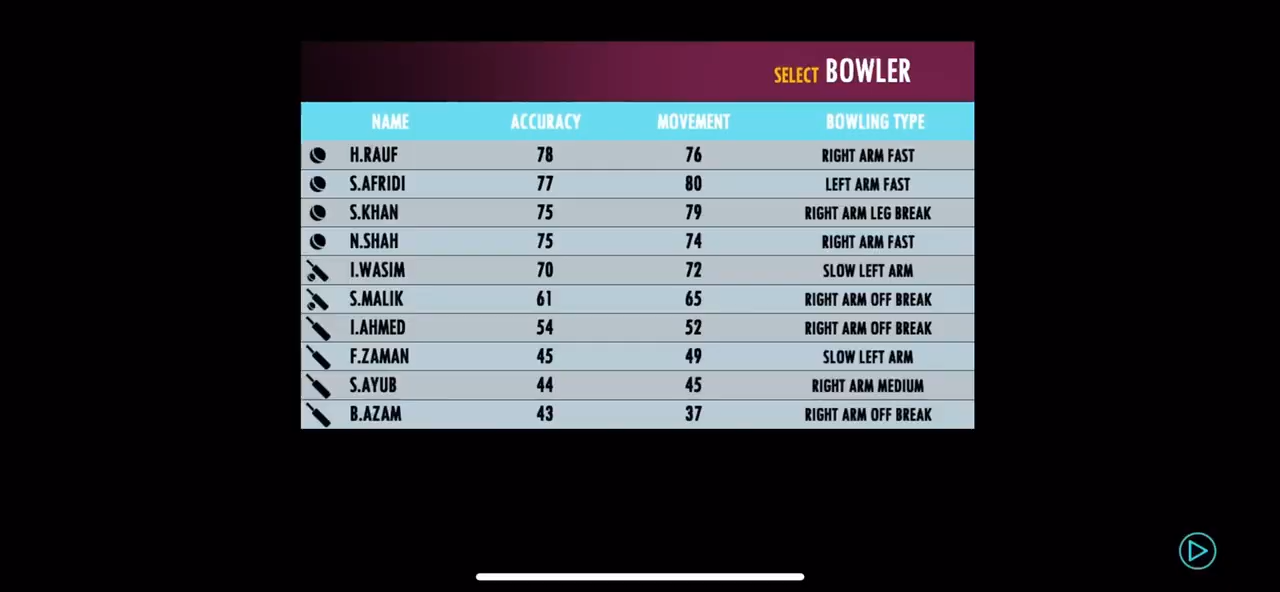 SELECT BOWLER
NAME ACCURACY MOVEMENT BOWLING TYPE
H.RAUF 78 76 RIGHT ARM FAST
S.AFRIDI 77 80 LEFT ARM FAST
S.KHAN 75 79 RIGHT ARM LEG BREAK
N.SHAH 75 74 RIGHT ARM FAST
I.WASIM 70 72 SLOW LEFT ARM
S.MALIK 61 65 RIGHT ARM OFF BREAK
I.AHMED 54 52 RIGHT ARM OFF BREAK
F.ZAMAN 45 49 SLOW LEFT ARM
S.AYUB 44 45 RIGHT ARM MEDIUM
B.AZAM 43 37 RIGHT ARM OFF BREAK